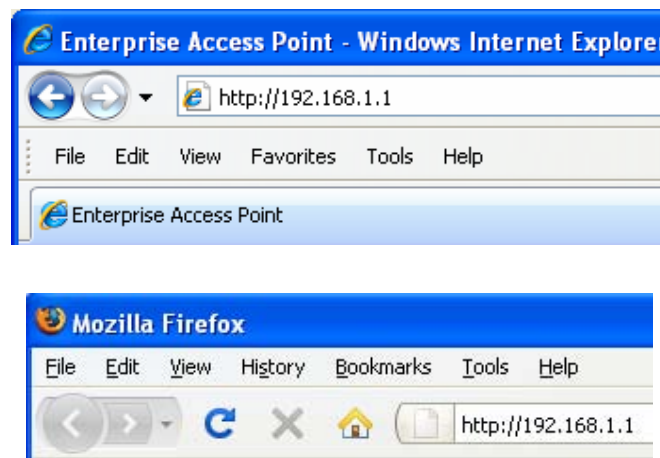 Enterprise Access Point - Windows Internet Explorer
http://192.168.1.1
File Edit View Favorites Tools Help
Enterprise Access Point
Mozilla Firefox
File Edit View History Bookmarks Tools Help
http://192.168.1.1